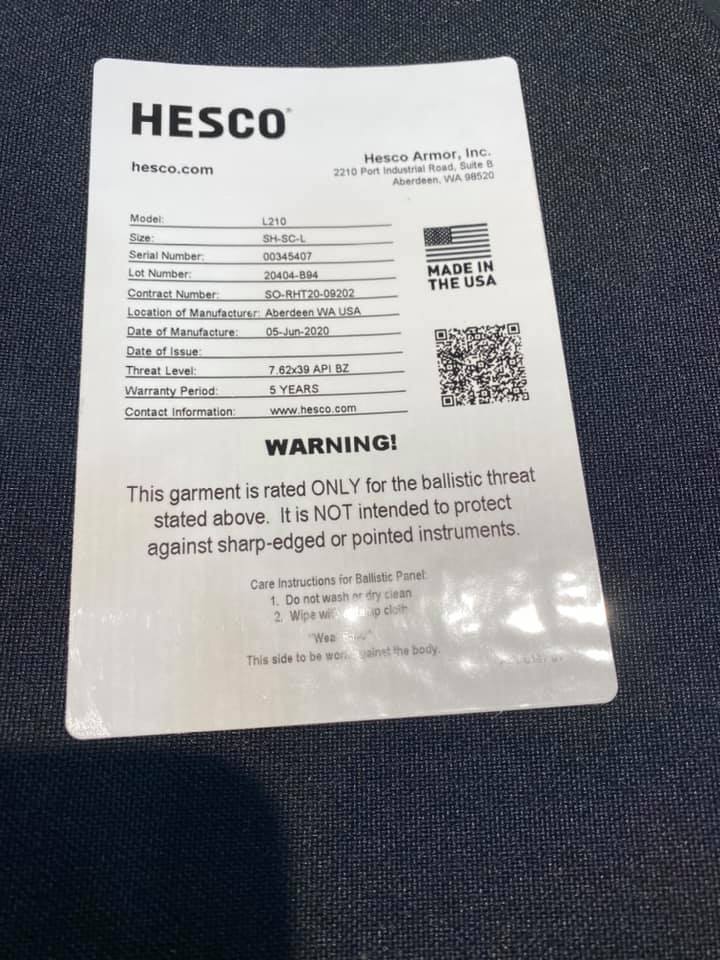 HESCO®
hesco.com
Hesco Armor, Inc.
2210 Port Industrial Road, Suite B
Aberdeen, WA 98520
Model: L210
Size: SH-SC-L
Serial Number: 00345407
Lot Number: 20404-B94
Contract Number: SO-RHT20-09202
Location of Manufacturer: Aberdeen WA USA
Date of Manufacture: 05-Jun-2020
Date of Issue:
Threat Level: 7.62x39 API BZ
Warranty Period: 5 YEARS
Contact Information: www.hesco.com
MADE IN
THE USA
WARNING!
This garment is rated ONLY for the ballistic threat
stated above. It is NOT intended to protect
against sharp-edged or pointed instruments.
Care Instructions for Ballistic Panel:
1. Do not wash or dry clean
2. Wipe cloth
This side to be against the body.